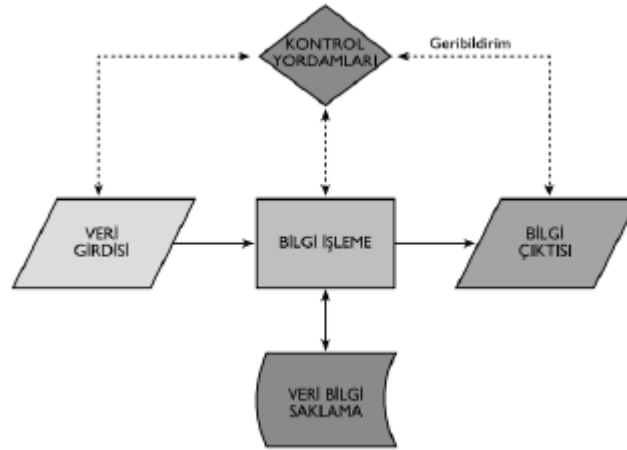 KONTROL
YORDAMLARI
Geribildirim
VERİ
GİRDİSİ
BİLGİ İŞLEME
BİLGİ
ÇIKTISI
VERİ BİLGİ
SAKLAMA